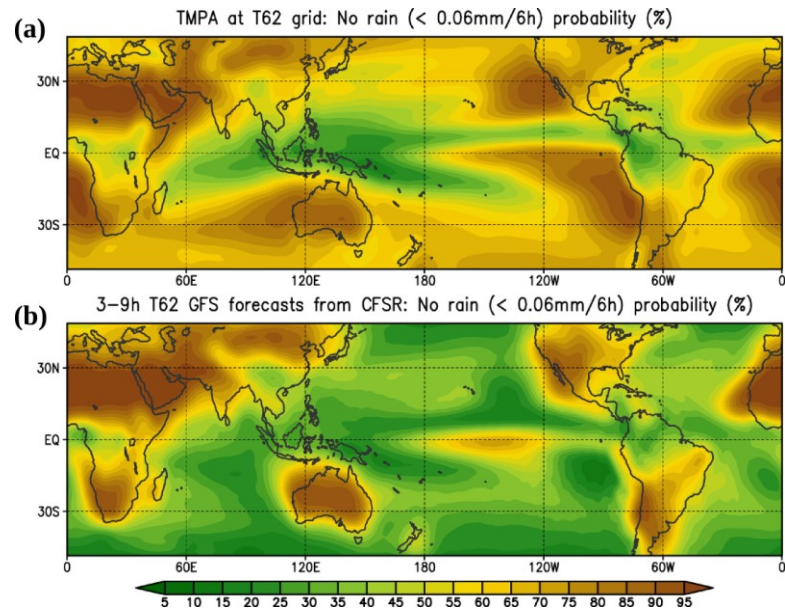 (a)
TMPA at T62 grid: No rain (< 0.06mm/6h) probability (%)
30N
EQ
30S
0 60E 120E 180 120W 60W 0
(b)
3-9h T62 GFS forecasts from CFSR: No rain (< 0.06mm/6h) probability (%)
30N
EQ
30S
0 60E 120E 180 120W 60W 0
5 10 15 20 25 30 35 40 45 55 60 65 70 75 80 85 90 95